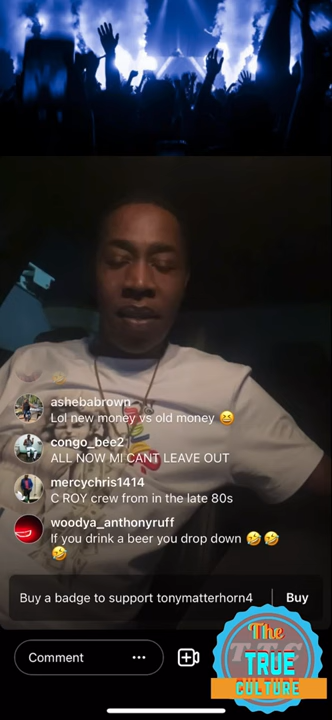 ashebabrown
Lol new money vs old money 😆
congo_bee2
ALL NOW MI CANT LEAVE OUT
mercychris1414
C ROY crew from in the late 80s
woodya_anthonyruff
If you drink a beer you drop down 🤣 🤣
🤣
Buy a badge to support tonymatterhorn4
Buy
Comment
The
TRUE
CULTURE